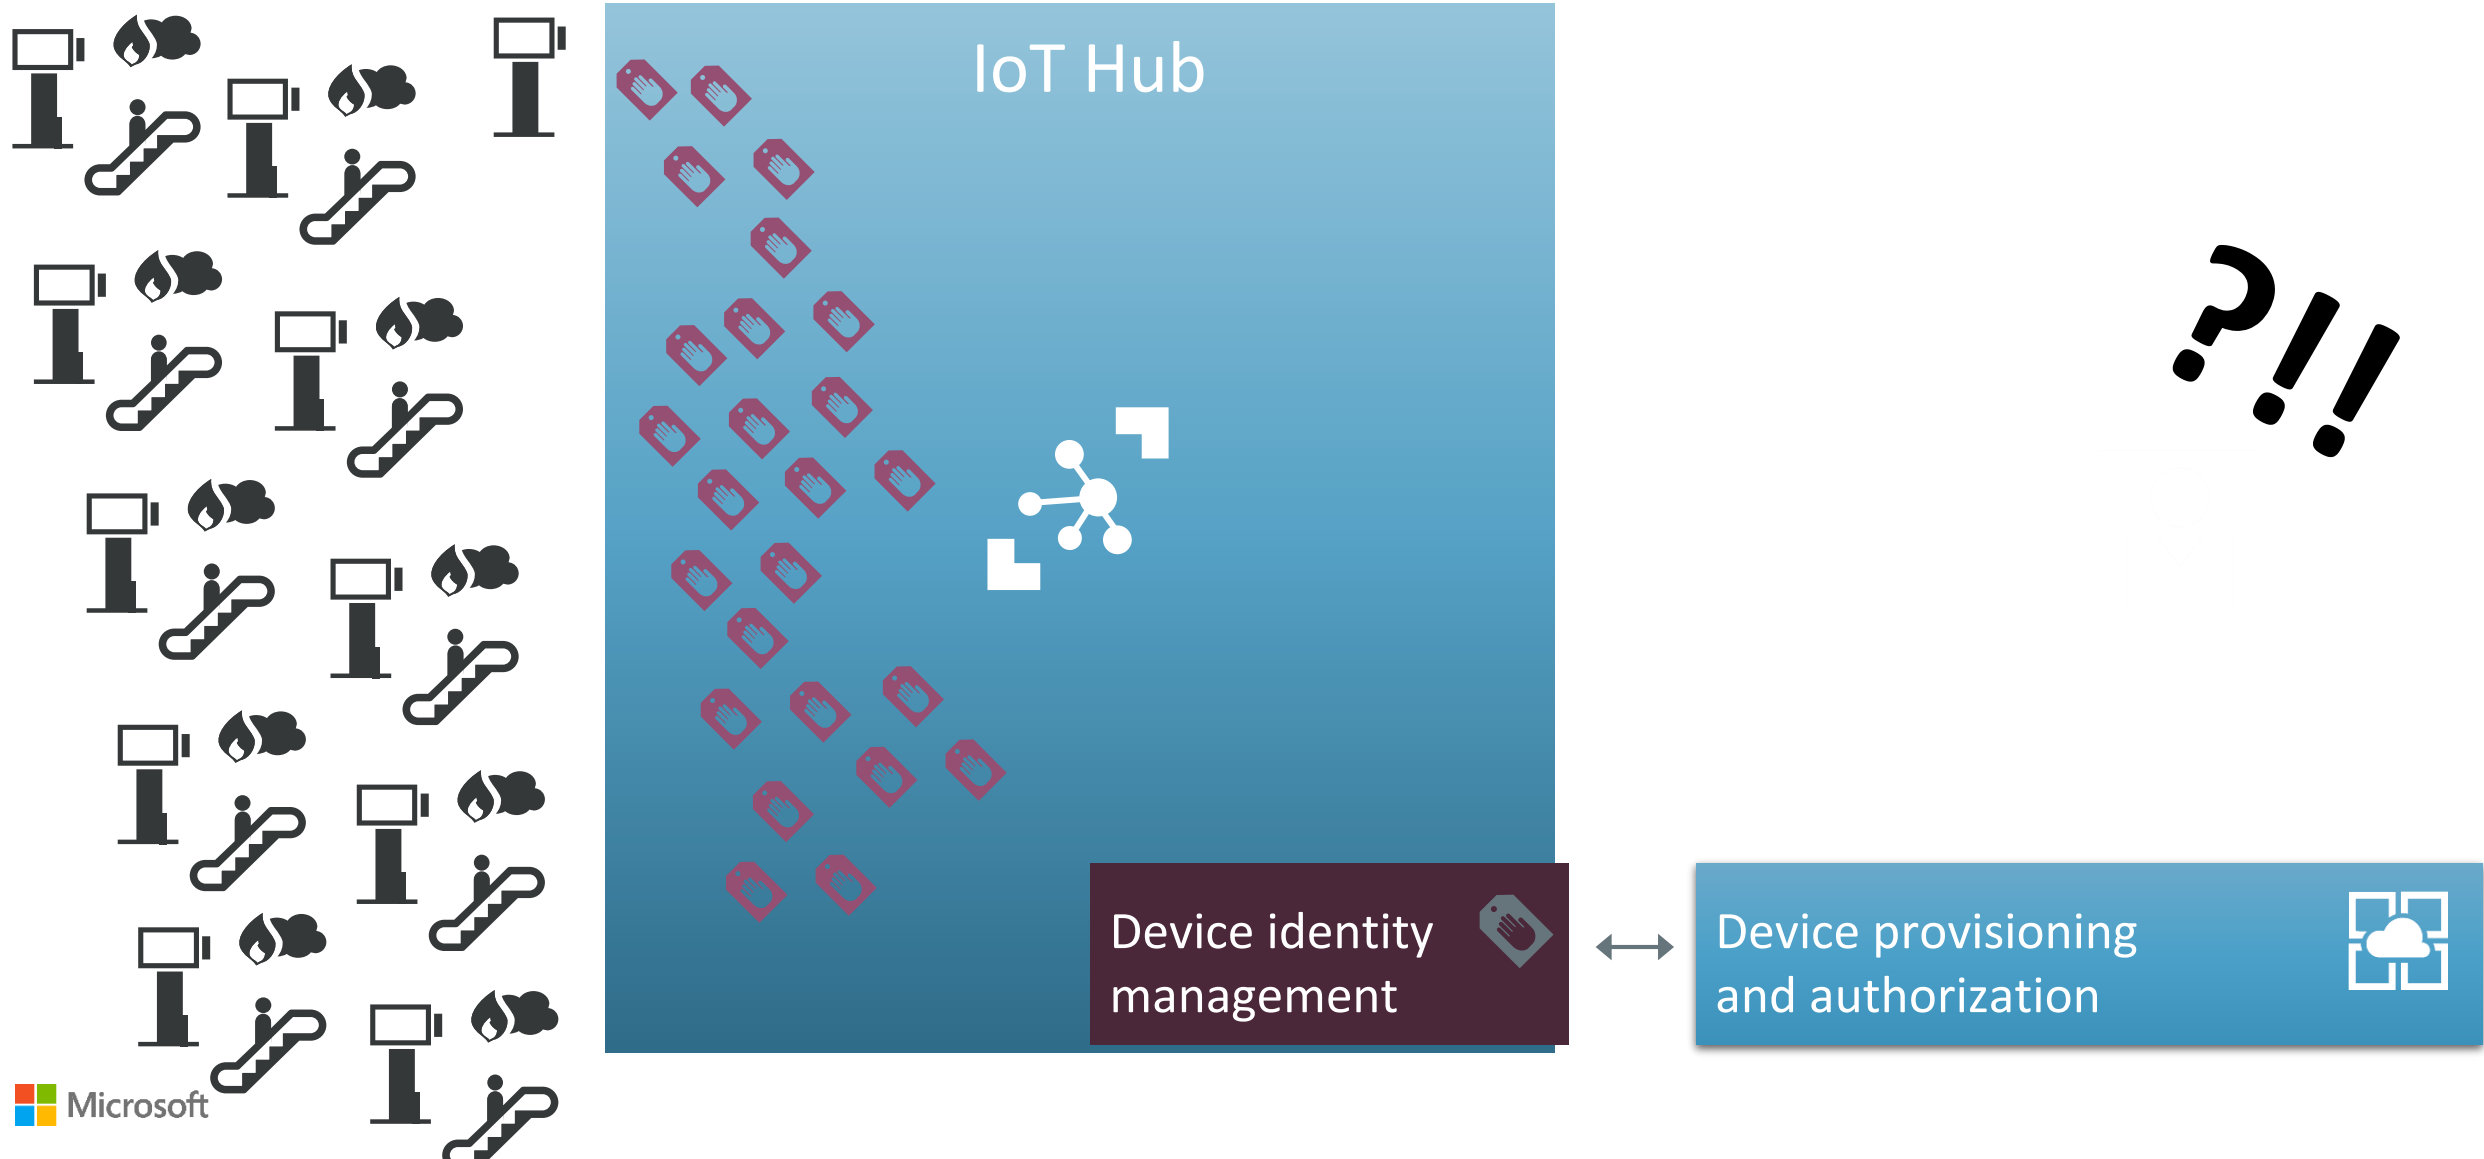 IoT Hub
?!!
Device identity
management
Device provisioning
and authorization
Microsoft